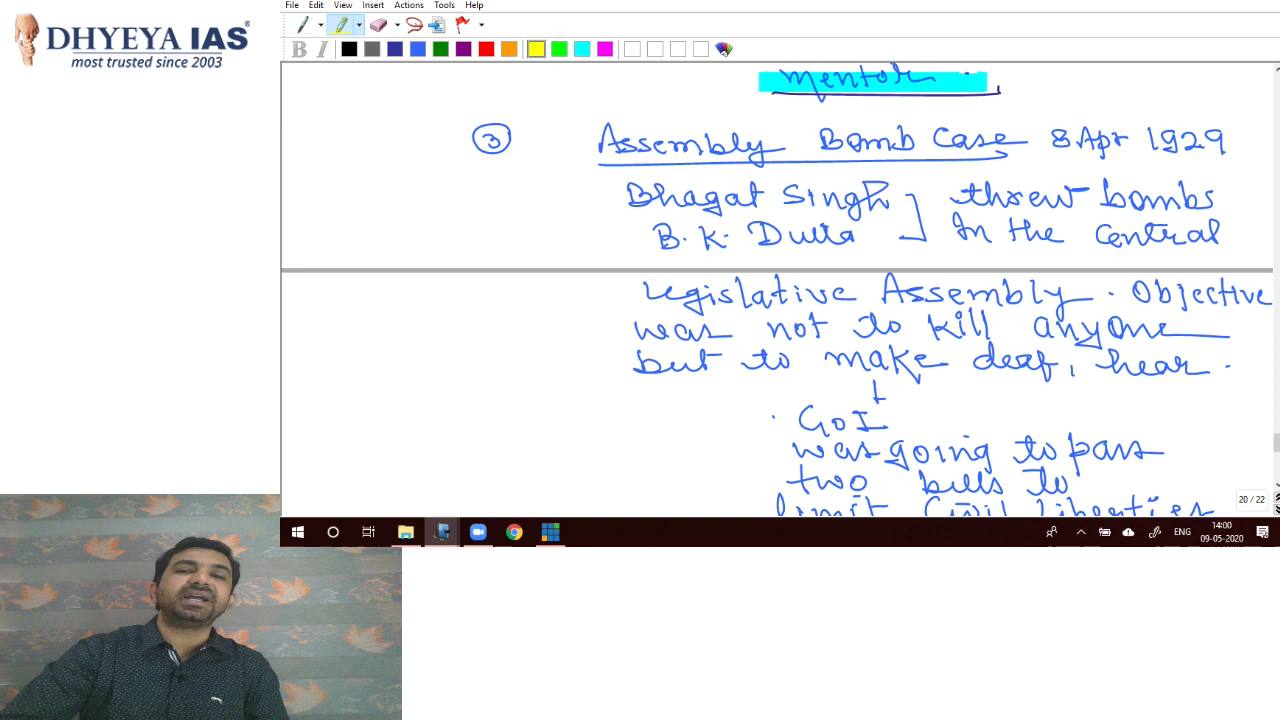 DHYEYA IAS®
most trusted since 2003
File Edit View Insert Actions Tools Help
B I
mentor.
③ Assembly Bomb Case 8 Apr 1929
Bhagat Singh ] threw bombs
B. K. Dutta in the Central
Legislative Assembly. Objective
was not to kill anyone
but to make deaf, hear.
GoI
was going to pass
two bills to
limit Civil liberties
20 / 22
ENG
14:00
09-05-2020